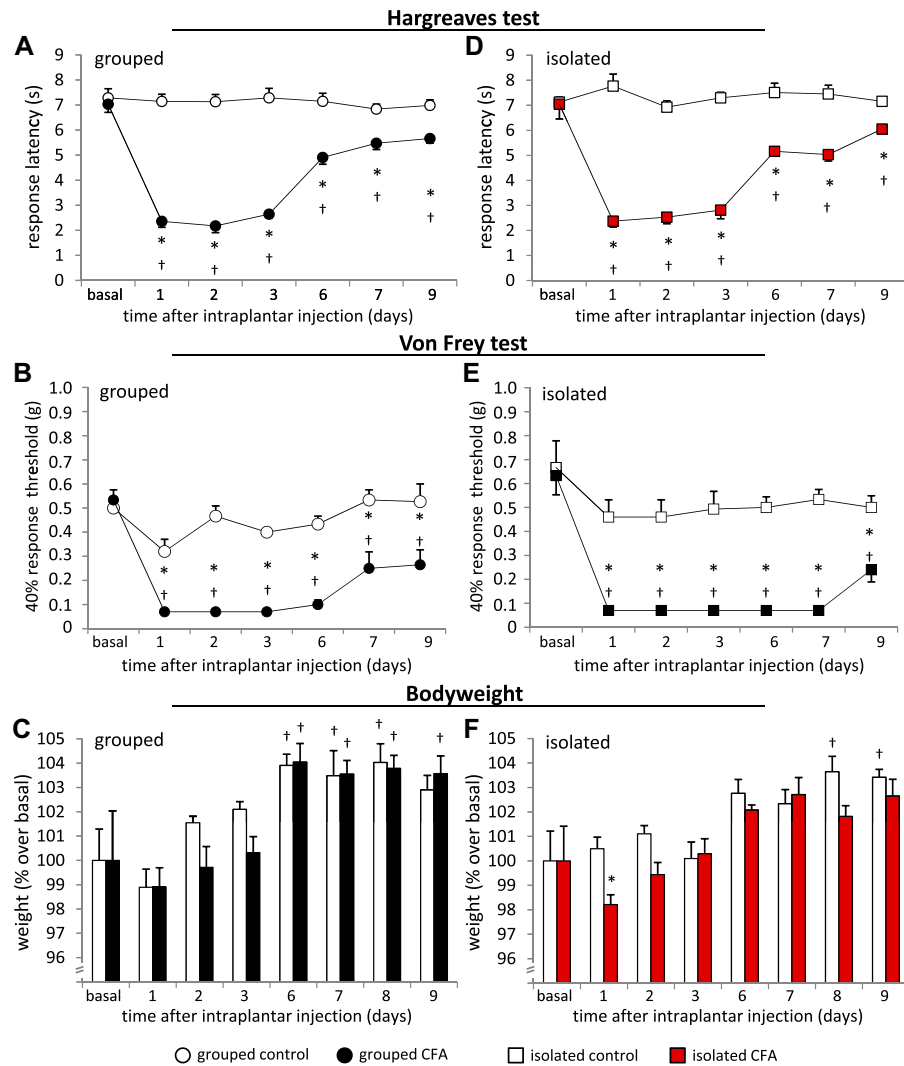 Hargreaves test
A
grouped
response latency (s)
9
8
7
6
5
4
3
2
1
0
* * * * * *
† † † † † †
basal 1 2 3 6 7 9
time after intraplantar injection (days)
D
isolated
response latency (s)
9
8
7
6
5
4
3
2
1
0
* * * * * *
† † † † † †
basal 1 2 3 6 7 9
time after intraplantar injection (days)
Von Frey test
B
grouped
40% response threshold (g)
1.0
0.9
0.8
0.7
0.6
0.5
0.4
0.3
0.2
0.1
0
* * * * * *
† † † † † †
basal 1 2 3 6 7 9
time after intraplantar injection (days)
E
isolated
40% response threshold (g)
1.0
0.9
0.8
0.7
0.6
0.5
0.4
0.3
0.2
0.1
0
* * * * * *
† † † † † †
basal 1 2 3 6 7 9
time after intraplantar injection (days)
Bodyweight
C
grouped
weight (% over basal)
105
104
103
102
101
100
99
98
97
96
† † † † † † †
basal 1 2 3 6 7 8 9
time after intraplantar injection (days)
F
isolated
weight (% over basal)
105
104
103
102
101
100
99
98
97
96
* † †
basal 1 2 3 6 7 8 9
time after intraplantar injection (days)
grouped control grouped CFA isolated control isolated CFA